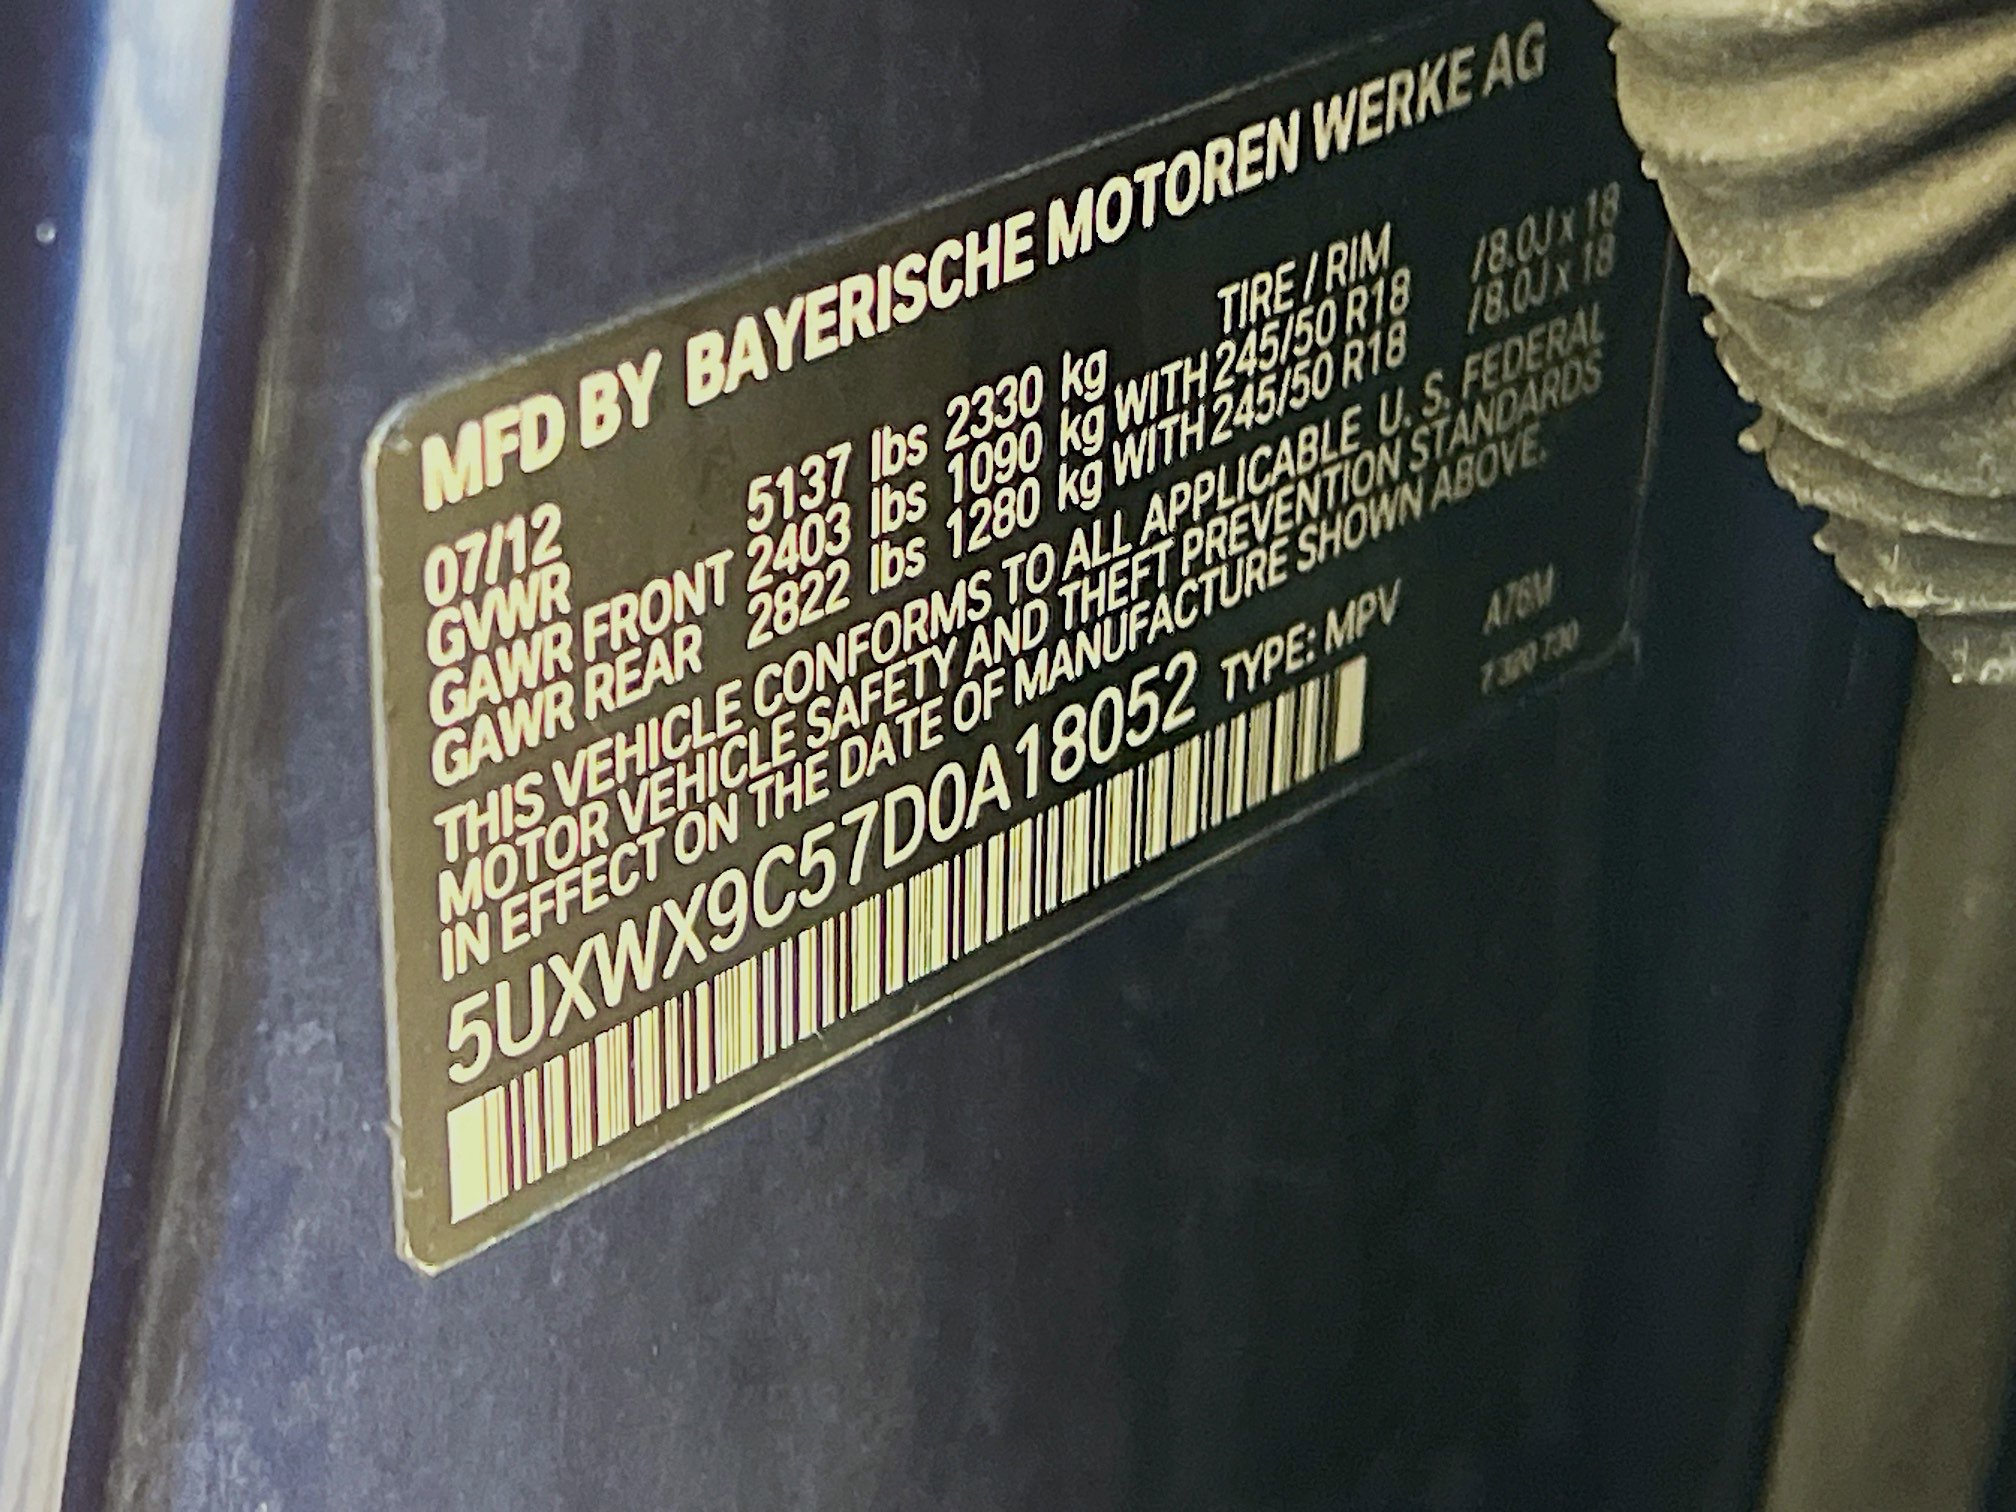 MFD BY BAYERISCHE MOTOREN WERKE AG
07/12
GVWR 5137 lbs 2330 kg TIRE / RIM
GAWR FRONT 2403 lbs 1090 kg WITH 245/50 R18 /8.0J x 18
GAWR REAR 2822 lbs 1280 kg WITH 245/50 R18 /8.0J x 18
THIS VEHICLE CONFORMS TO ALL APPLICABLE U. S. FEDERAL
MOTOR VEHICLE SAFETY AND THEFT PREVENTION STANDARDS
IN EFFECT ON THE DATE OF MANUFACTURE SHOWN ABOVE.
5UXWX9C57D0A18052 TYPE: MPV